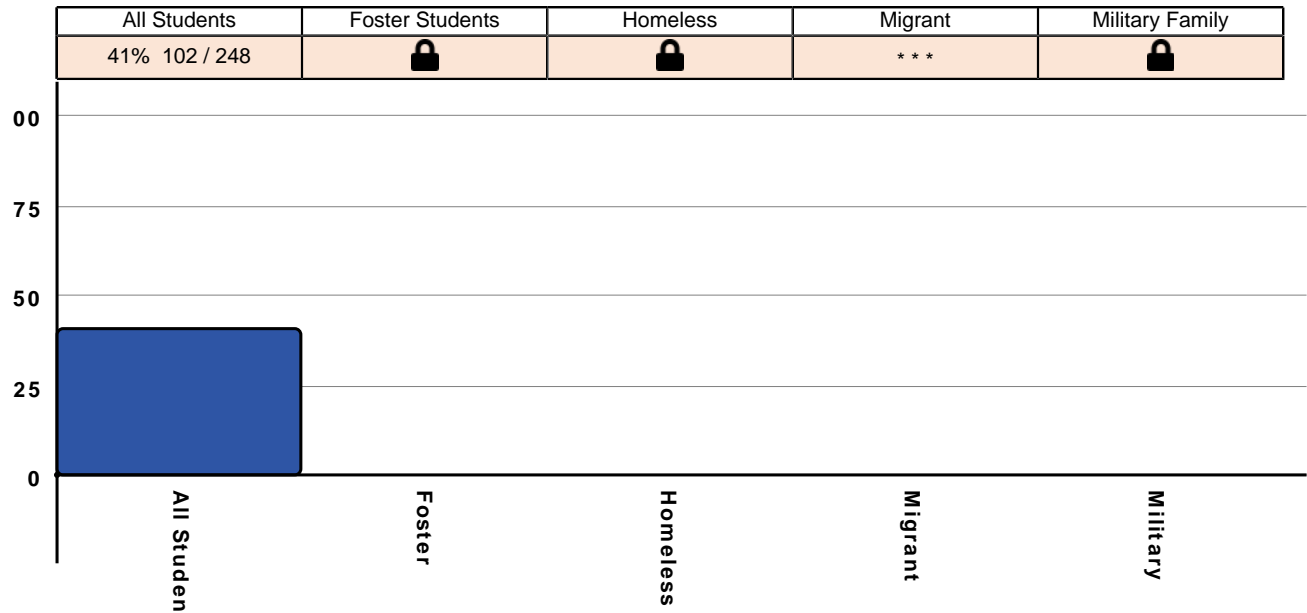 All Students Foster Students Homeless Migrant Military Family
41% 102 / 248 * * *
00
75
50
25
0
All Studen
Foster
Homeless
Migrant
Military